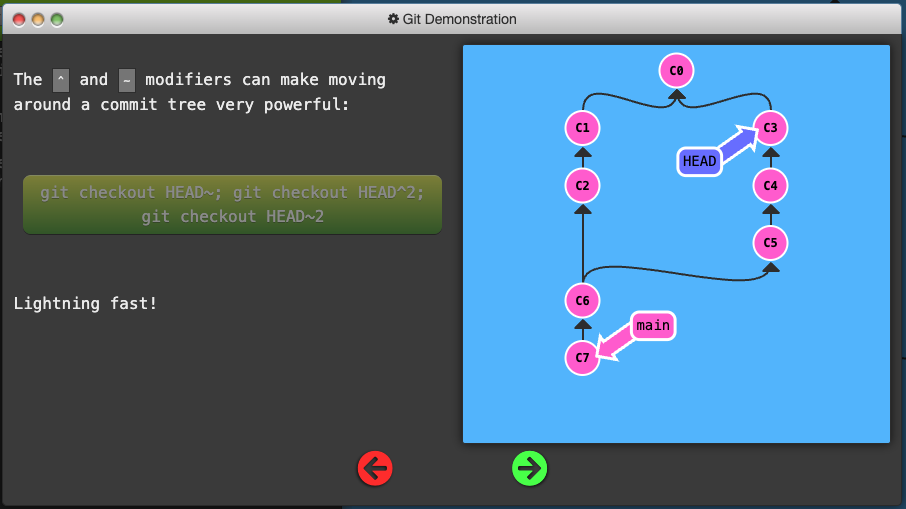 Git Demonstration
The ^ and ~ modifiers can make moving
around a commit tree very powerful:
git checkout HEAD~; git checkout HEAD^2;
git checkout HEAD~2
Lightning fast!
C0
C1
C3
HEAD
C2
C4
C5
C6
main
C7